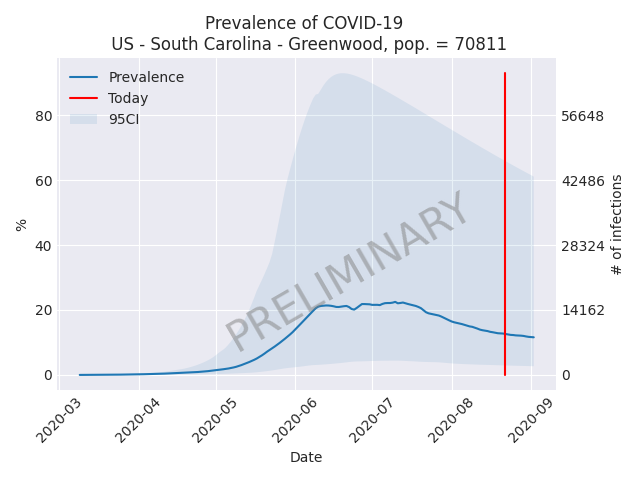 Prevalence of COVID-19
US - South Carolina - Greenwood, pop. = 70811
Prevalence
Today
95CI
80
60
40
20
0
%
56648
42486
28324
14162
0
# of infections
PRELIMINARY
2020-03
2020-04
2020-05
2020-06
2020-07
2020-08
2020-09
Date